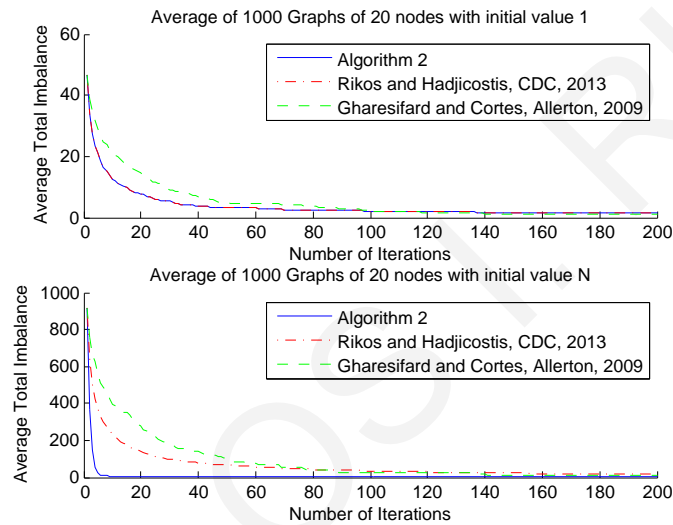 Average of 1000 Graphs of 20 nodes with initial value 1
60
40
20
0
Average Total Imbalance
Algorithm 2
Rikos and Hadjicostis, CDC, 2013
Gharesifard and Cortes, Allerton, 2009
0 20 40 60 80 100 120 140 160 180 200
Number of Iterations
Average of 1000 Graphs of 20 nodes with initial value N
1000
800
600
400
200
0
Average Total Imbalance
Algorithm 2
Rikos and Hadjicostis, CDC, 2013
Gharesifard and Cortes, Allerton, 2009
0 20 40 60 80 100 120 140 160 180 200
Number of Iterations